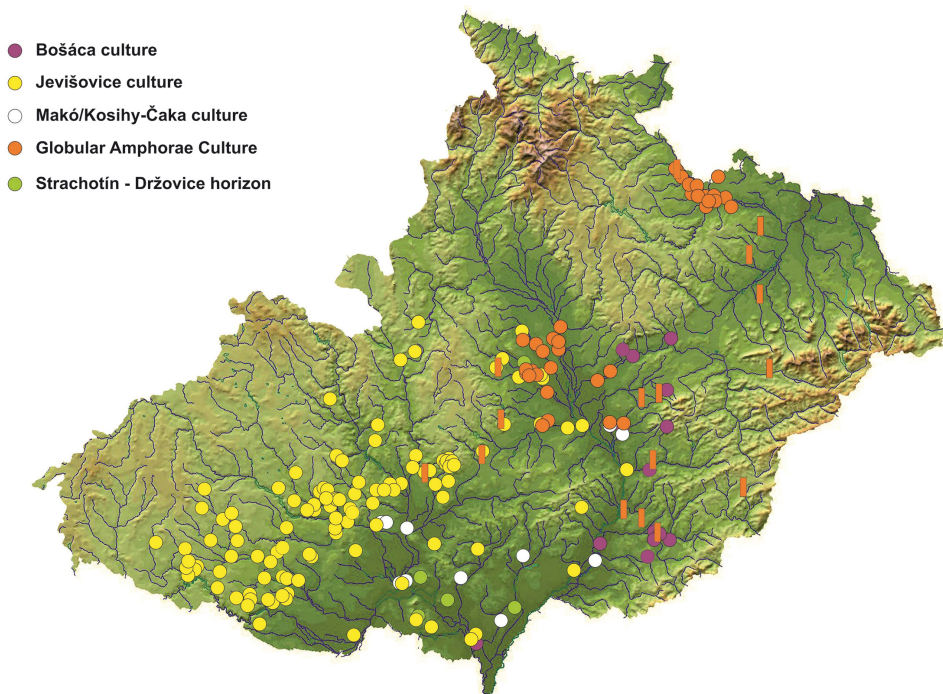 Bošáca culture
Jevišovice culture
Makó/Kosihy-Čaka culture
Globular Amphorae Culture
Strachotín - Držovice horizon